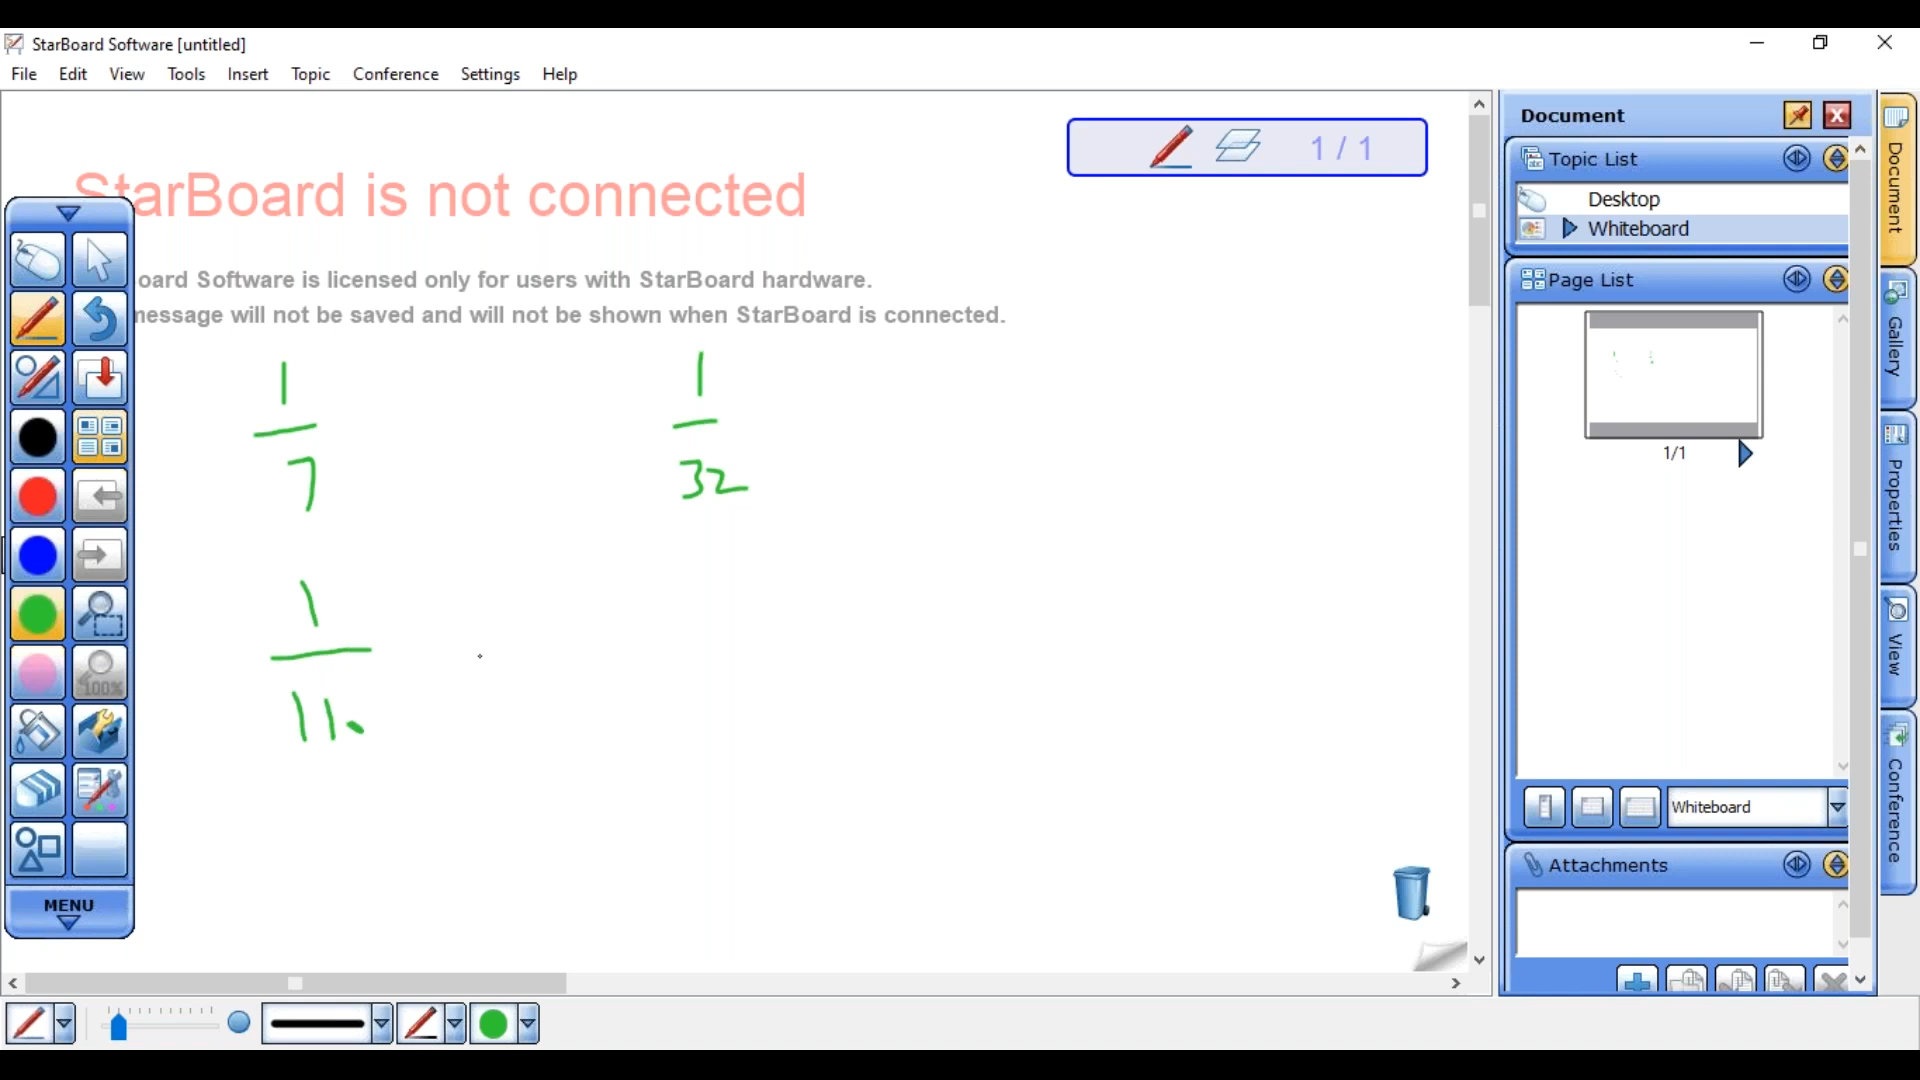 StarBoard Software [untitled]
File Edit View Tools Insert Topic Conference Settings Help
1 / 1
StarBoard is not connected
oard Software is licensed only for users with StarBoard hardware.
message will not be saved and will not be shown when StarBoard is connected.
1
7
1
32
1
11.
100%
MENU
Document
Topic List
Desktop
Whiteboard
Page List
1/1
Whiteboard
Attachments
Document
Gallery
Properties
View
Conference